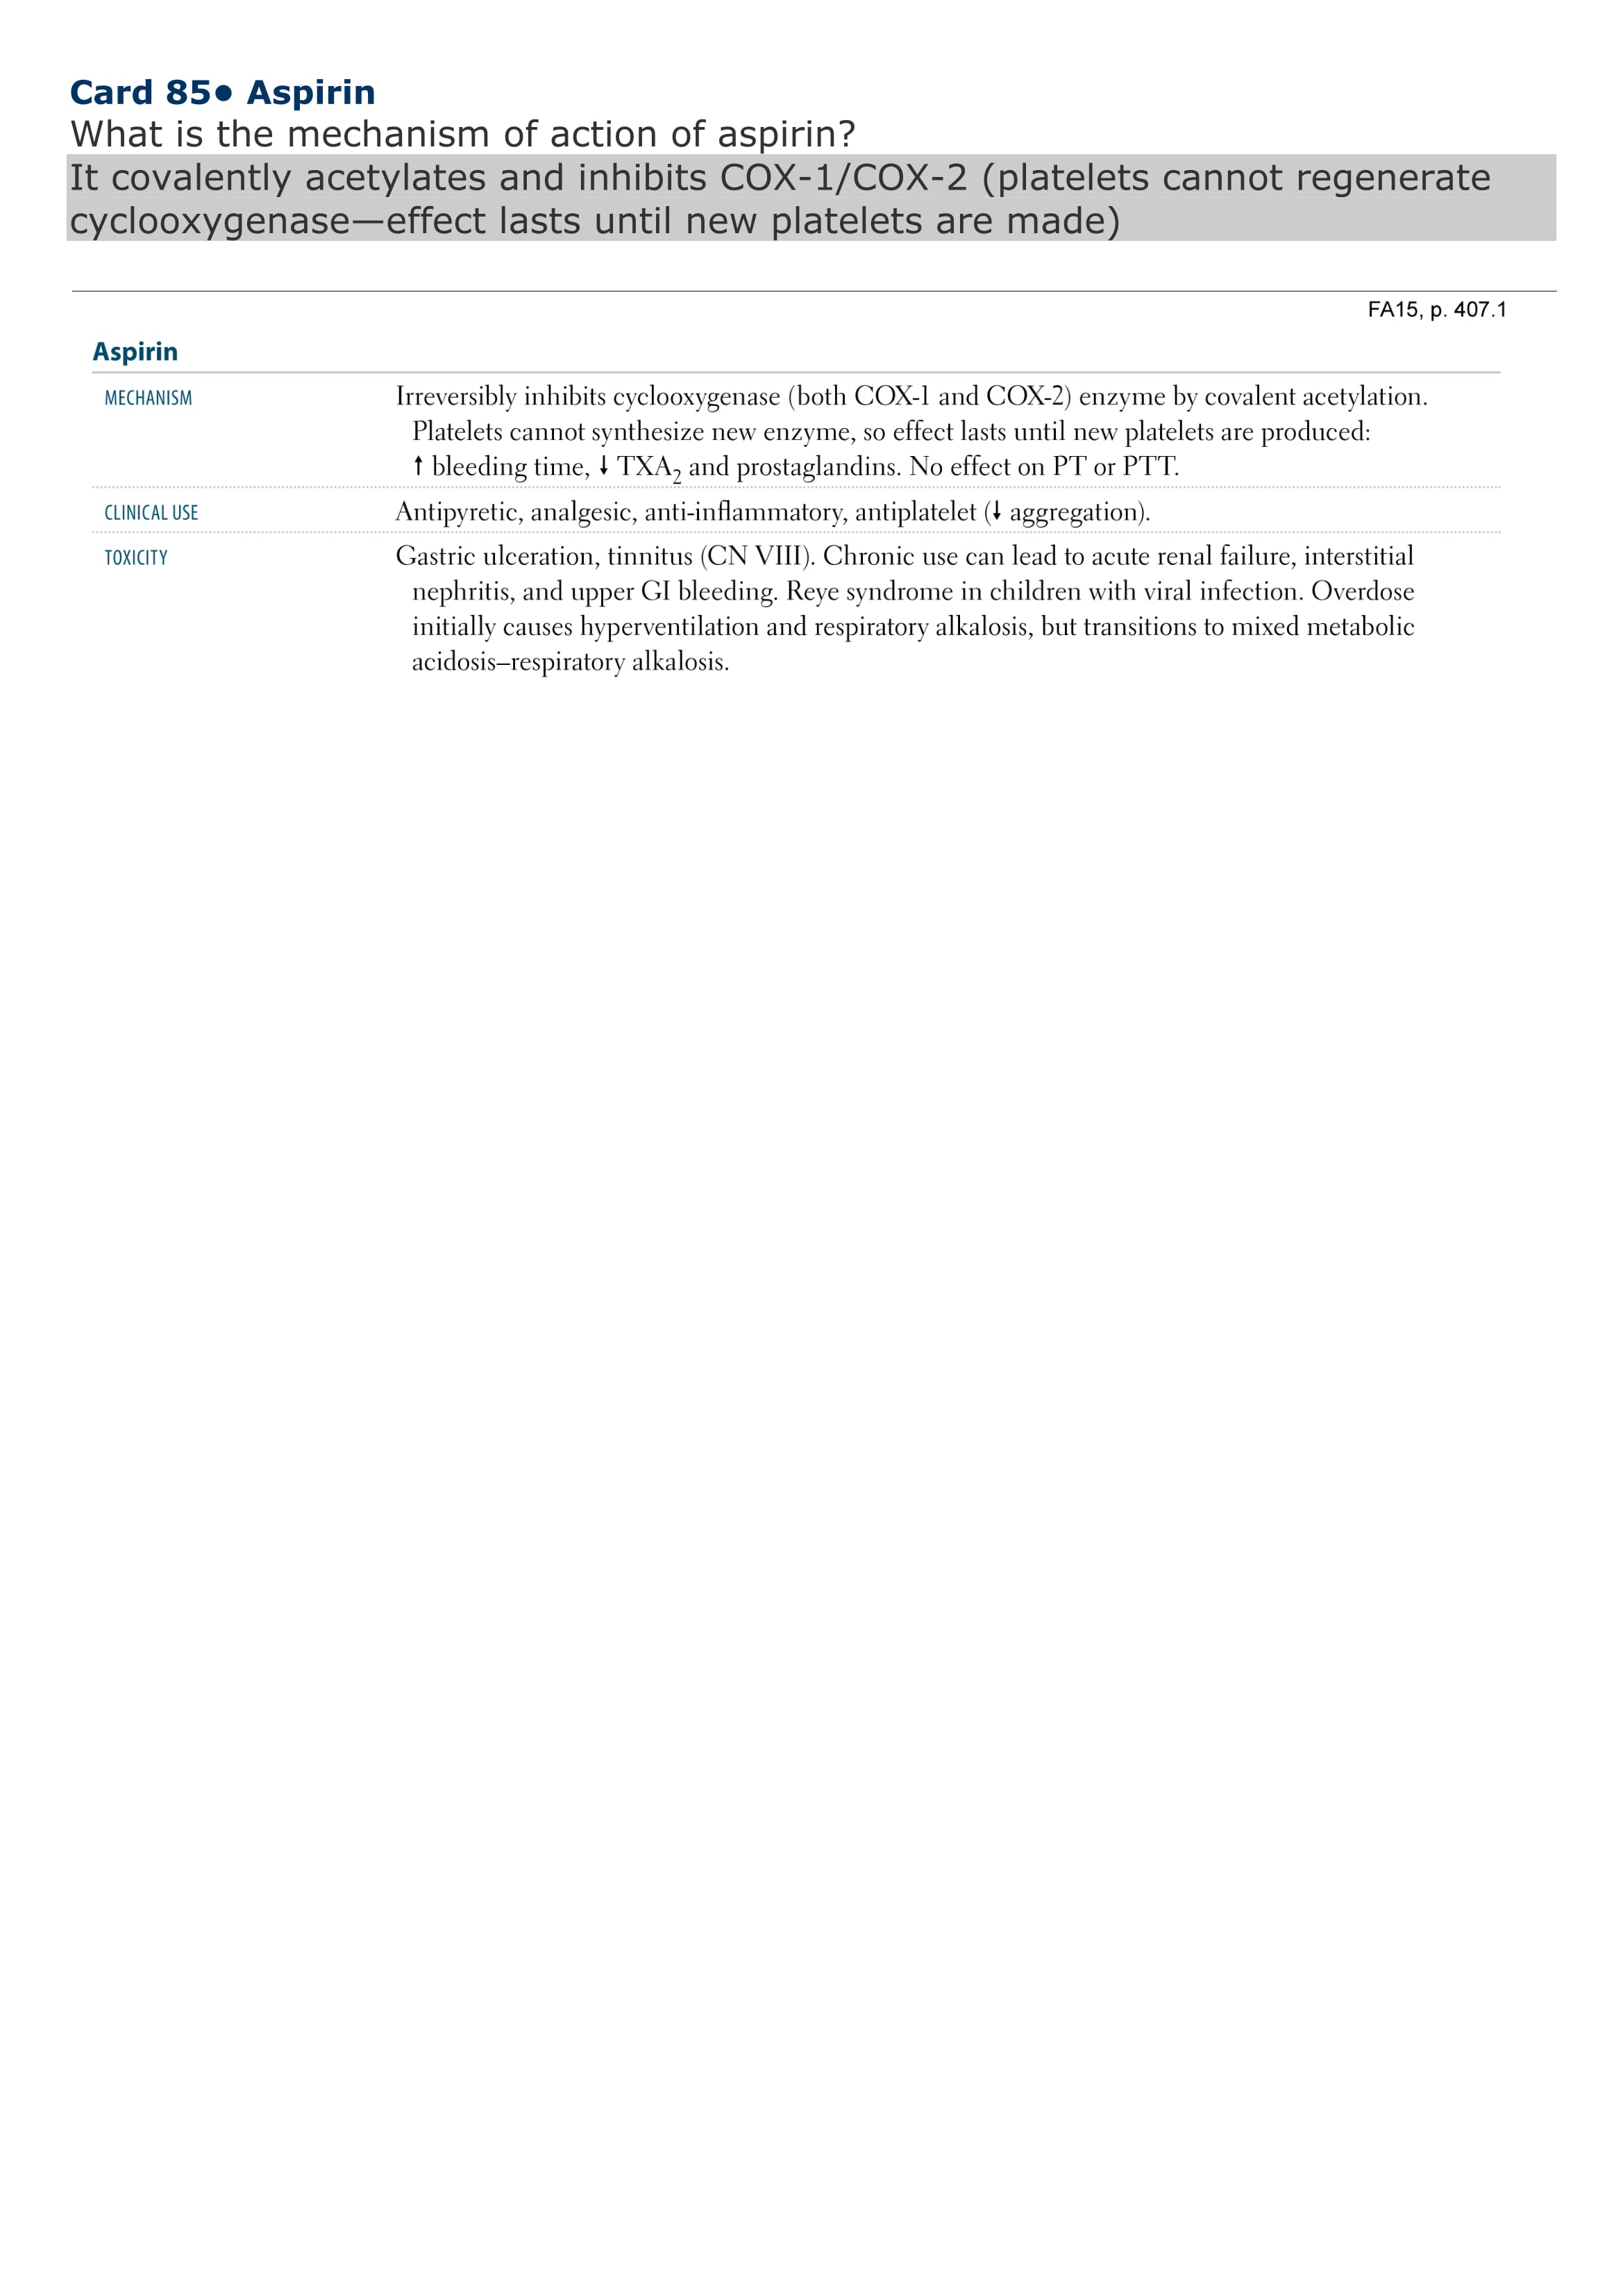 Card 85● Aspirin
What is the mechanism of action of aspirin?
It covalently acetylates and inhibits COX-1/COX-2 (platelets cannot regenerate
cyclooxygenase—effect lasts until new platelets are made)
FA15, p. 407.1
Aspirin
MECHANISM Irreversibly inhibits cyclooxygenase (both COX-1 and COX-2) enzyme by covalent acetylation.
Platelets cannot synthesize new enzyme, so effect lasts until new platelets are produced:
↑ bleeding time, ↓ TXA₂ and prostaglandins. No effect on PT or PTT.
CLINICAL USE Antipyretic, analgesic, anti-inflammatory, antiplatelet (↓ aggregation).
TOXICITY Gastric ulceration, tinnitus (CN VIII). Chronic use can lead to acute renal failure, interstitial
nephritis, and upper GI bleeding. Reye syndrome in children with viral infection. Overdose
initially causes hyperventilation and respiratory alkalosis, but transitions to mixed metabolic
acidosis–respiratory alkalosis.